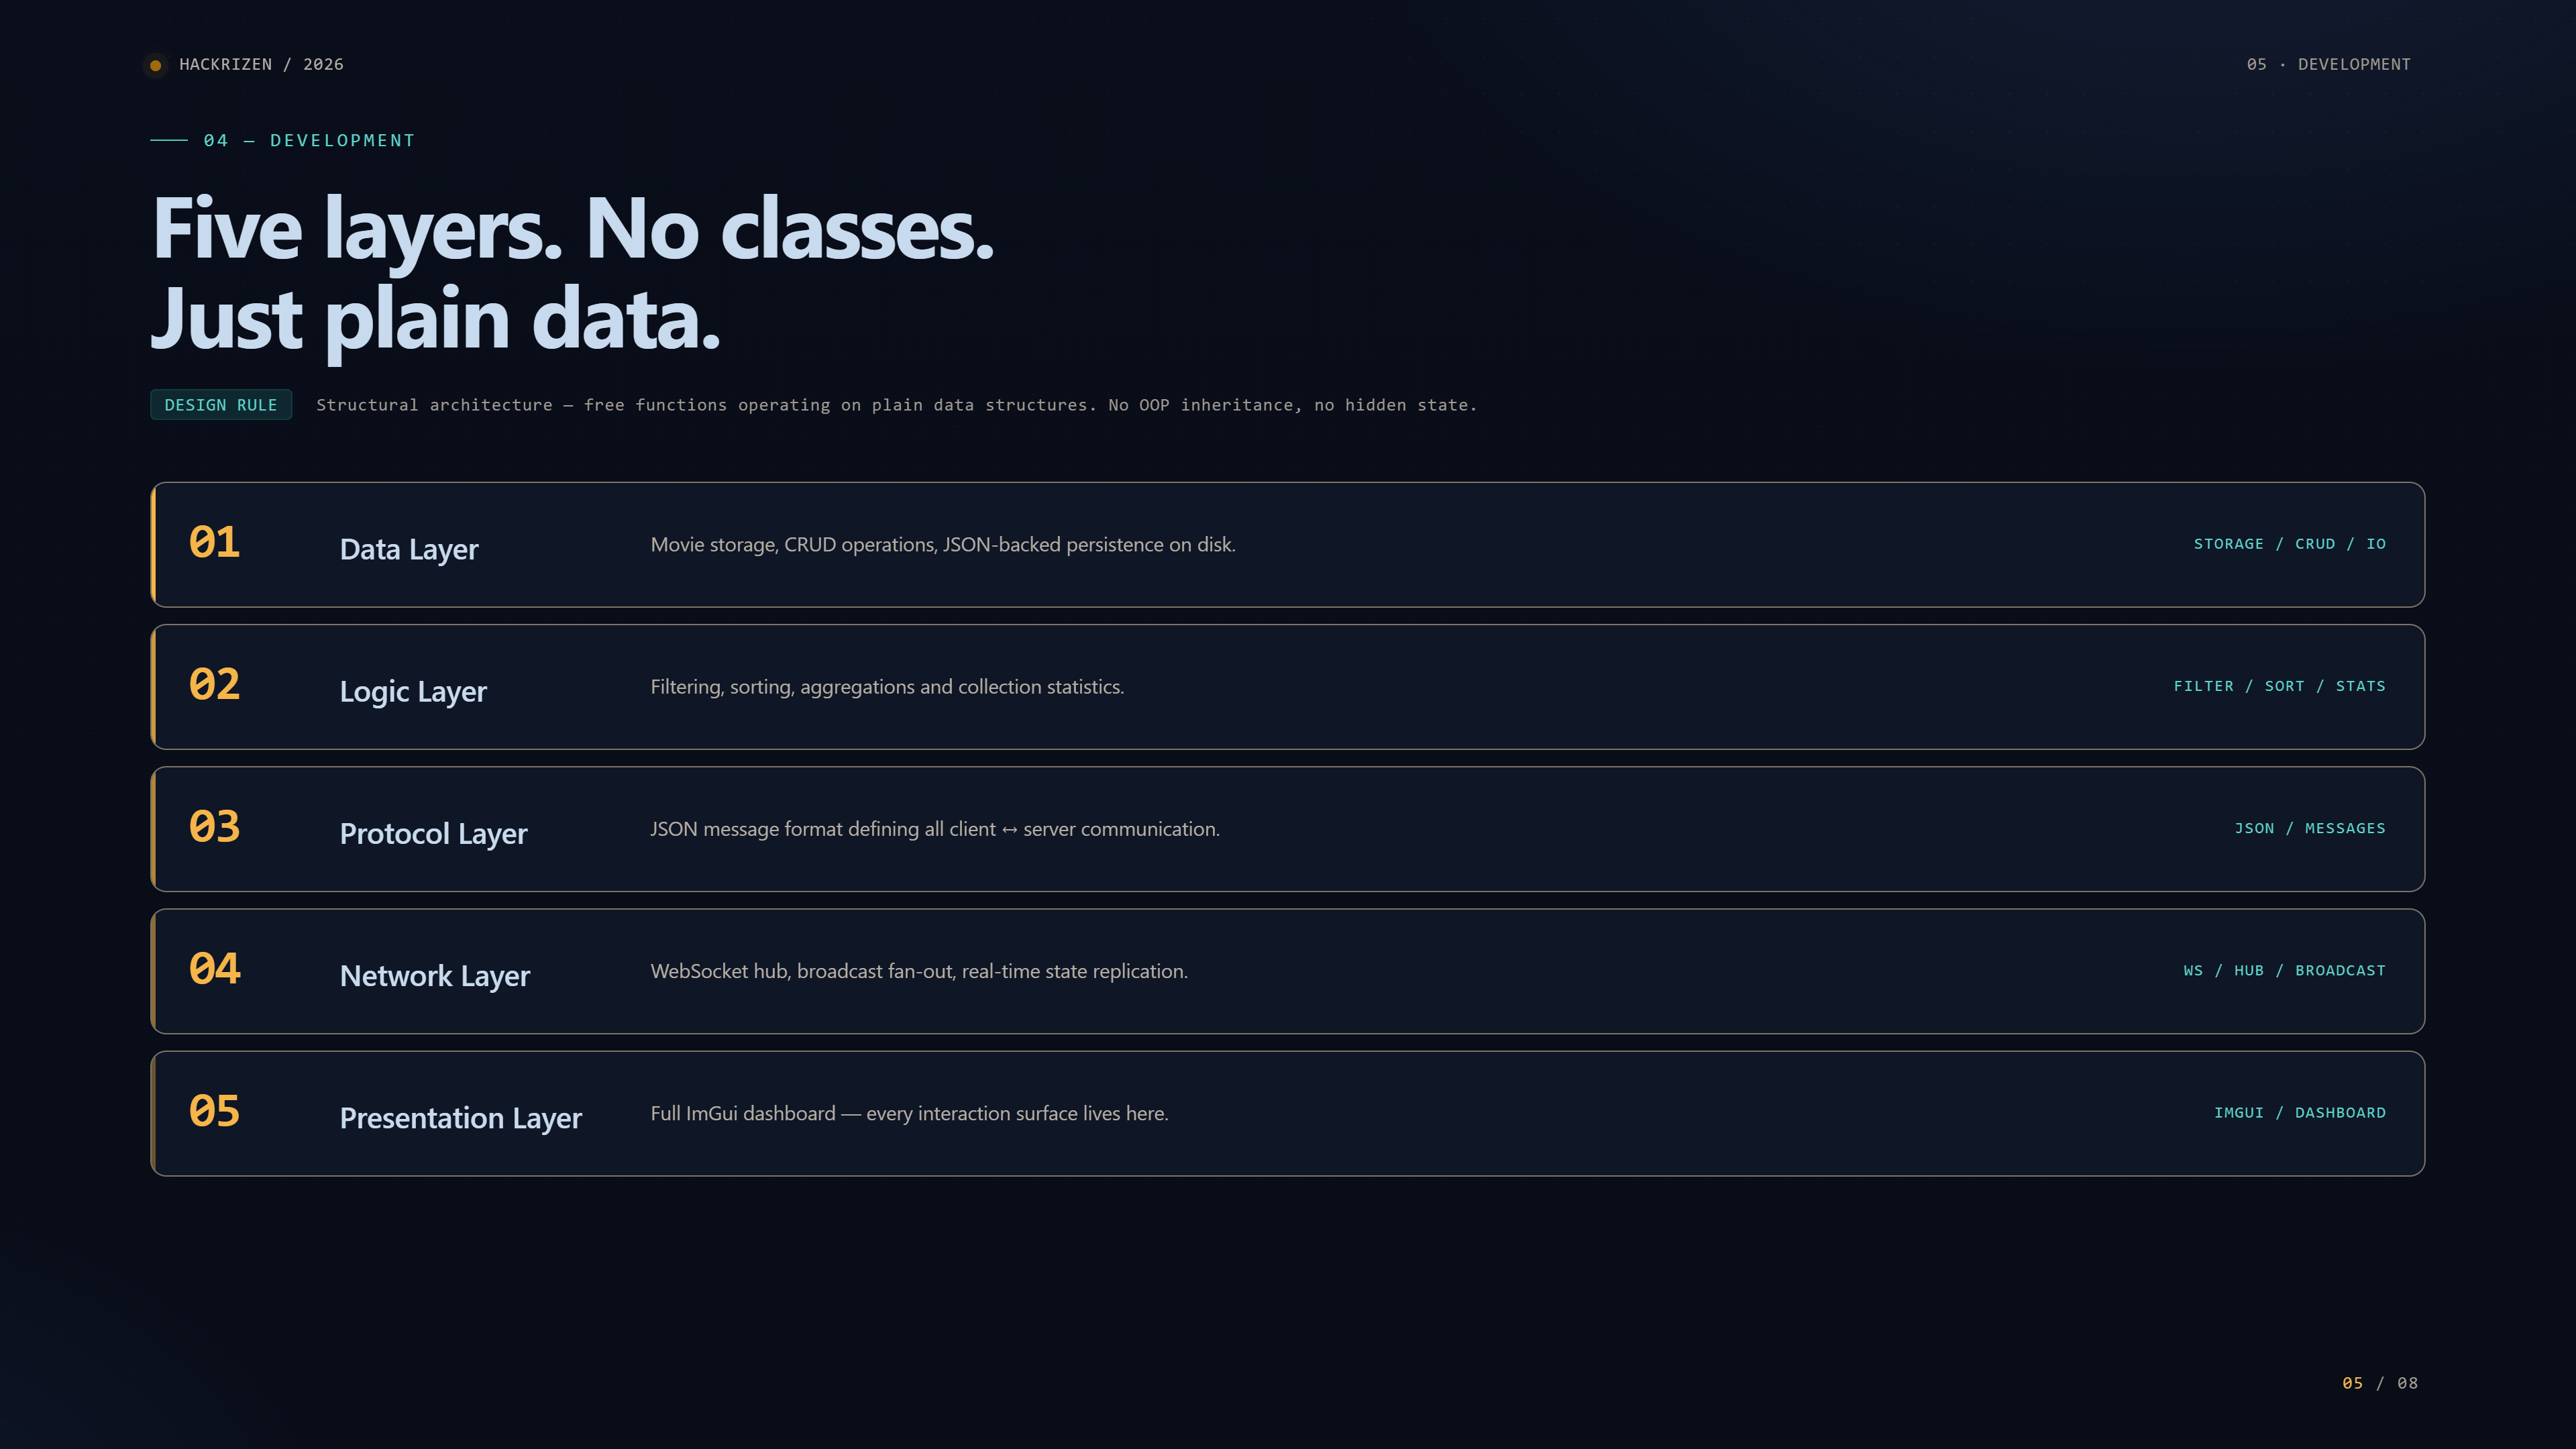 HACKRIZEN / 2026
05 · DEVELOPMENT
04 — DEVELOPMENT
Five layers. No classes.
Just plain data.
DESIGN RULE Structural architecture — free functions operating on plain data structures. No OOP inheritance, no hidden state.
01 Data Layer Movie storage, CRUD operations, JSON-backed persistence on disk. STORAGE / CRUD / IO
02 Logic Layer Filtering, sorting, aggregations and collection statistics. FILTER / SORT / STATS
03 Protocol Layer JSON message format defining all client ↔ server communication. JSON / MESSAGES
04 Network Layer WebSocket hub, broadcast fan-out, real-time state replication. WS / HUB / BROADCAST
05 Presentation Layer Full ImGui dashboard — every interaction surface lives here. IMGUI / DASHBOARD
05 / 08